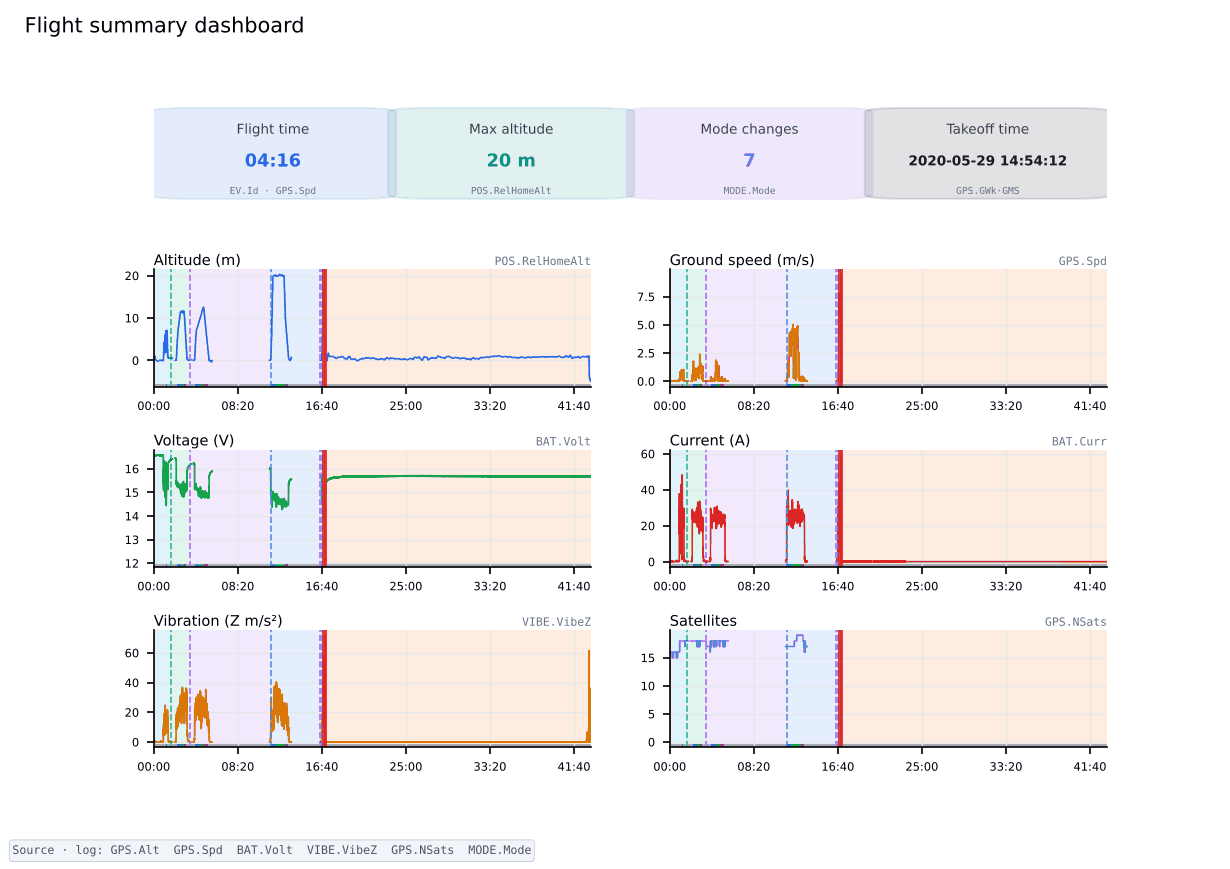 Flight summary dashboard
Flight time
04:16
EV.Id · GPS.Spd
Max altitude
20 m
POS.RelHomeAlt
Mode changes
7
MODE.Mode
Takeoff time
2020-05-29 14:54:12
GPS.GWk·GMS
Altitude (m) POS.RelHomeAlt
20
10
0
00:00 08:20 16:40 25:00 33:20 41:40
Ground speed (m/s) GPS.Spd
7.5
5.0
2.5
0.0
00:00 08:20 16:40 25:00 33:20 41:40
Voltage (V) BAT.Volt
16
15
14
13
12
00:00 08:20 16:40 25:00 33:20 41:40
Current (A) BAT.Curr
60
40
20
0
00:00 08:20 16:40 25:00 33:20 41:40
Vibration (Z m/s²) VIBE.VibeZ
60
40
20
0
00:00 08:20 16:40 25:00 33:20 41:40
Satellites GPS.NSats
15
10
5
0
00:00 08:20 16:40 25:00 33:20 41:40
Source · log: GPS.Alt GPS.Spd BAT.Volt VIBE.VibeZ GPS.NSats MODE.Mode